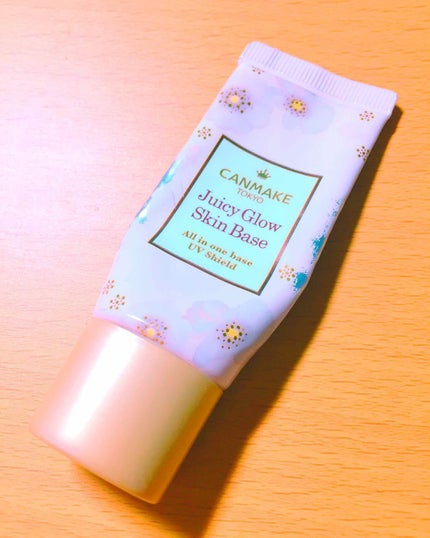 CANMAKE
TOKYO
Juicy Glow
Skin Base
All in one base
UV Shield